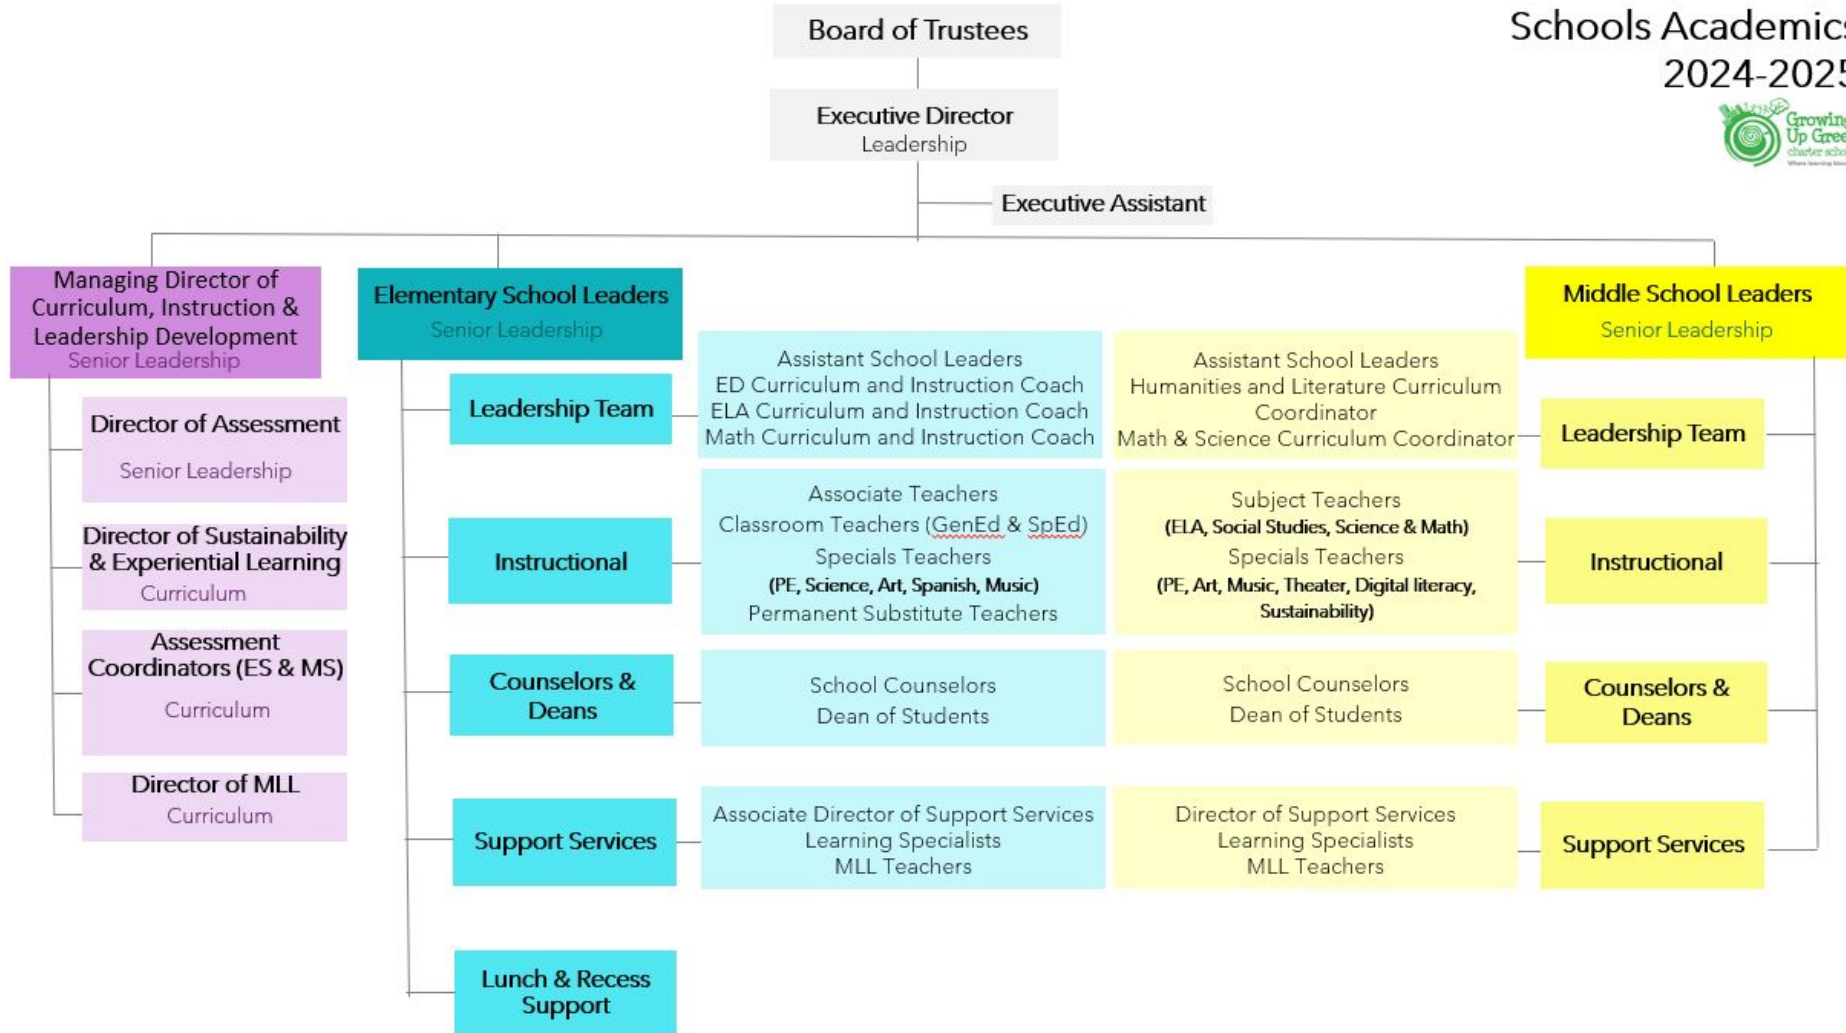 Board of Trustees
Schools Academics
2024-2025
Executive Director
Leadership
Growing
Up Gree
charter scho
Executive Assistant
Managing Director of
Curriculum, Instruction &
Leadership Development
Senior Leadership
Director of Assessment
Senior Leadership
Director of Sustainability
& Experiential Learning
Curriculum
Assessment
Coordinators (ES & MS)
Curriculum
Director of MLL
Curriculum
Elementary School Leaders
Senior Leadership
Leadership Team
Assistant School Leaders
ED Curriculum and Instruction Coach
ELA Curriculum and Instruction Coach
Math Curriculum and Instruction Coach
Instructional
Associate Teachers
Classroom Teachers (GenEd & SpEd)
Specials Teachers
(PE, Science, Art, Spanish, Music)
Permanent Substitute Teachers
Counselors &
Deans
School Counselors
Dean of Students
Support Services
Associate Director of Support Services
Learning Specialists
MLL Teachers
Lunch & Recess
Support
Middle School Leaders
Senior Leadership
Assistant School Leaders
Humanities and Literature Curriculum
Coordinator
Math & Science Curriculum Coordinator
Leadership Team
Subject Teachers
(ELA, Social Studies, Science & Math)
Specials Teachers
(PE, Art, Music, Theater, Digital literacy,
Sustainability)
Instructional
School Counselors
Dean of Students
Counselors &
Deans
Director of Support Services
Learning Specialists
MLL Teachers
Support Services